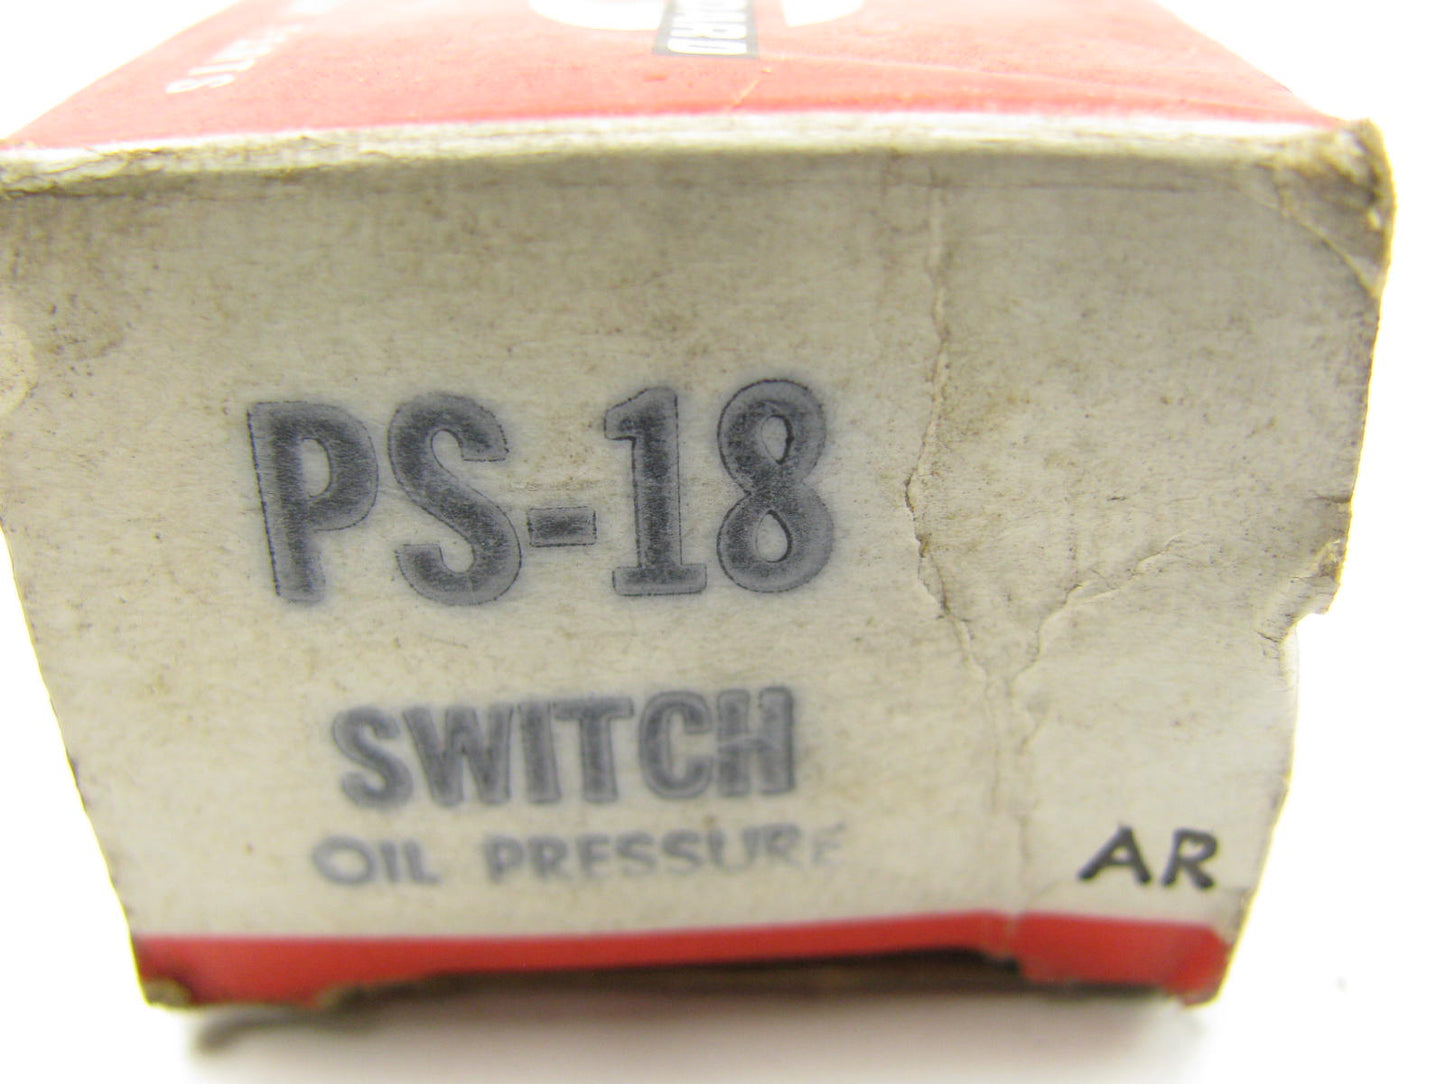 PS-18
SWITCH
OIL PRESSURE
AR